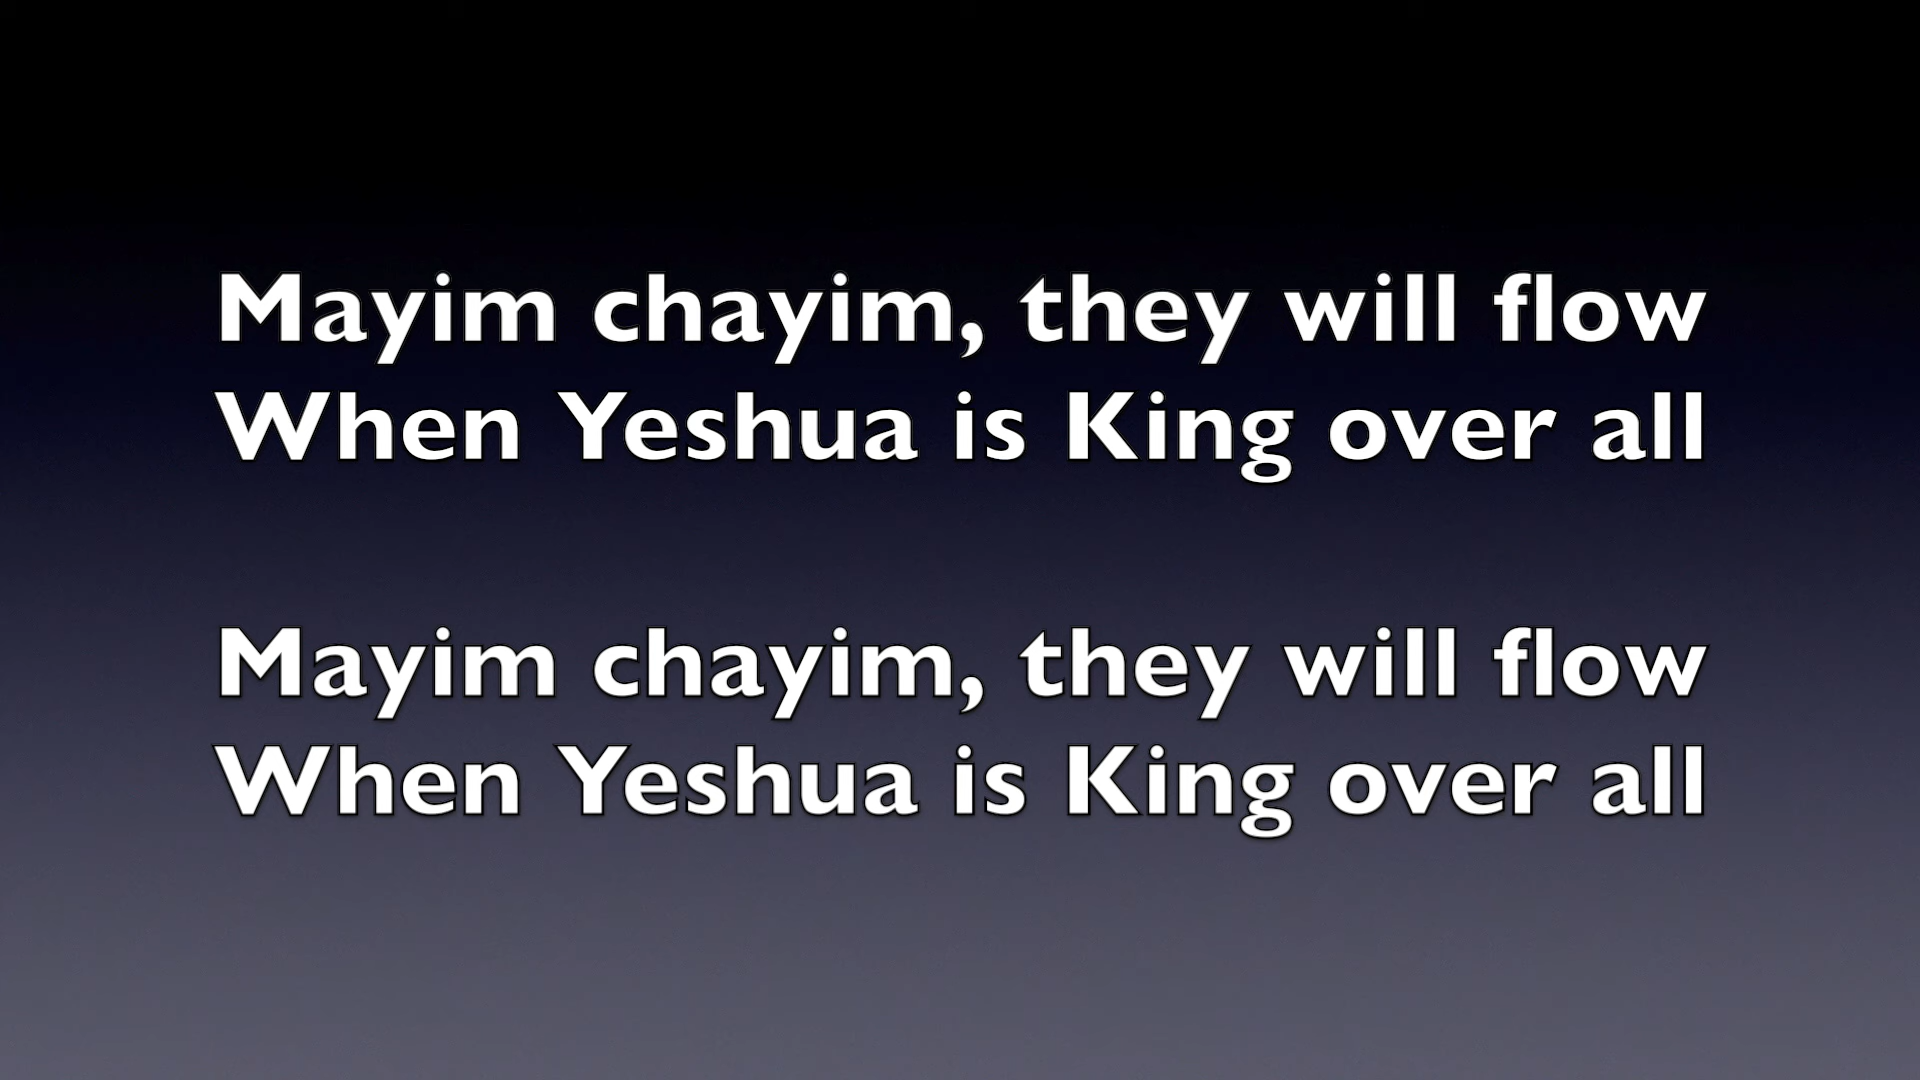 Mayim chayim, they will flow
When Yeshua is King over all
Mayim chayim, they will flow
When Yeshua is King over all